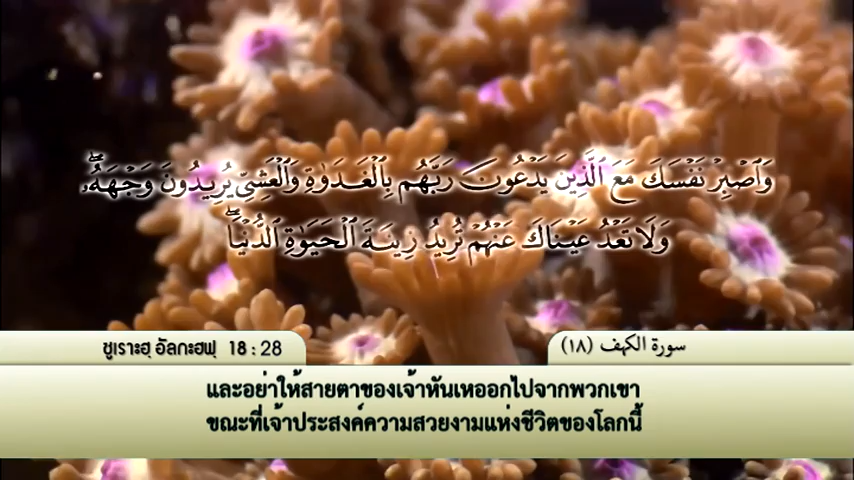 وَٱصْبِرْ نَفْسَكَ مَعَ ٱلَّذِينَ يَدْعُونَ رَبَّهُم بِٱلْغَدَوٰةِ وَٱلْعَشِىِّ يُرِيدُونَ وَجْهَهُۥ ۖ
وَلَا تَعْدُ عَيْنَاكَ عَنْهُمْ تُرِيدُ زِينَةَ ٱلْحَيَوٰةِ ٱلدُّنْيَا ۖ
ซูเราะฮฺ อัลกะฮฟฺ 18 : 28
سورة الكهف (١٨)
และอย่าให้สายตาของเจ้าหันเหออกไปจากพวกเขา
ขณะที่เจ้าประสงค์ความสวยงามแห่งชีวิตของโลกนี้